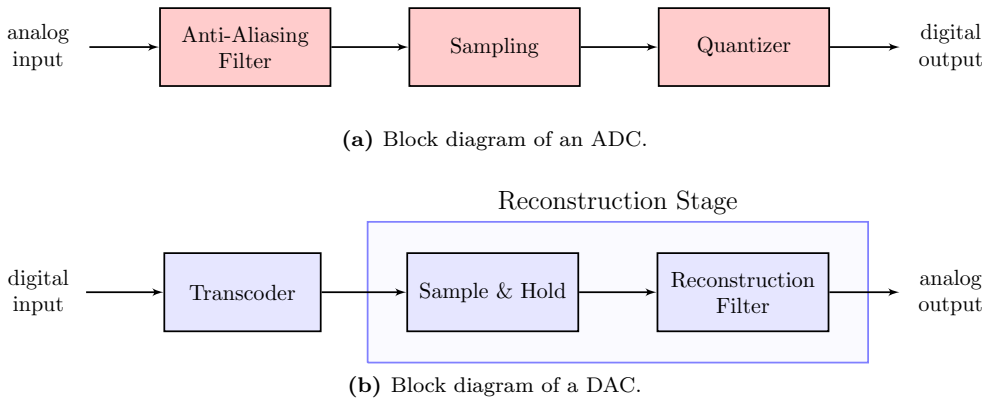 analog
input
Anti-Aliasing
Filter
Sampling
Quantizer
digital
output
(a) Block diagram of an ADC.
Reconstruction Stage
digital
input
Transcoder
Sample & Hold
Reconstruction
Filter
analog
output
(b) Block diagram of a DAC.